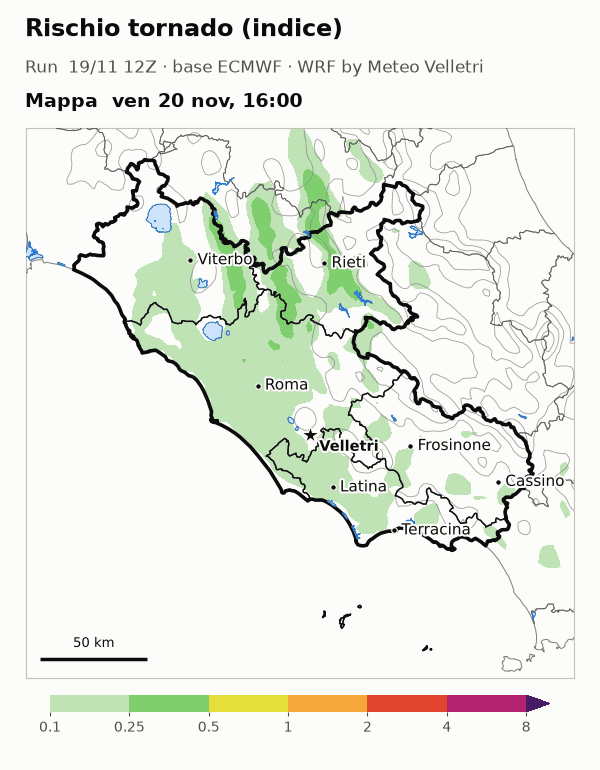 Rischio tornado (indice)
Run  19/11 12Z · base ECMWF · WRF by Meteo Velletri
Mappa  ven 20 nov, 16:00
Viterbo
Rieti
Roma
Velletri
Frosinone
Cassino
Latina
Terracina
50 km
0.1 0.25 0.5 1 2 4 8